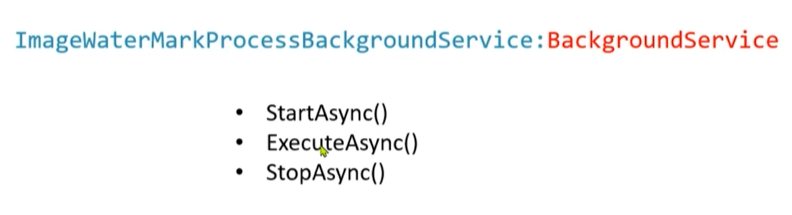 ImageWaterMarkProcessBackgroundService:BackgroundService
• StartAsync()
• ExecuteAsync()
• StopAsync()